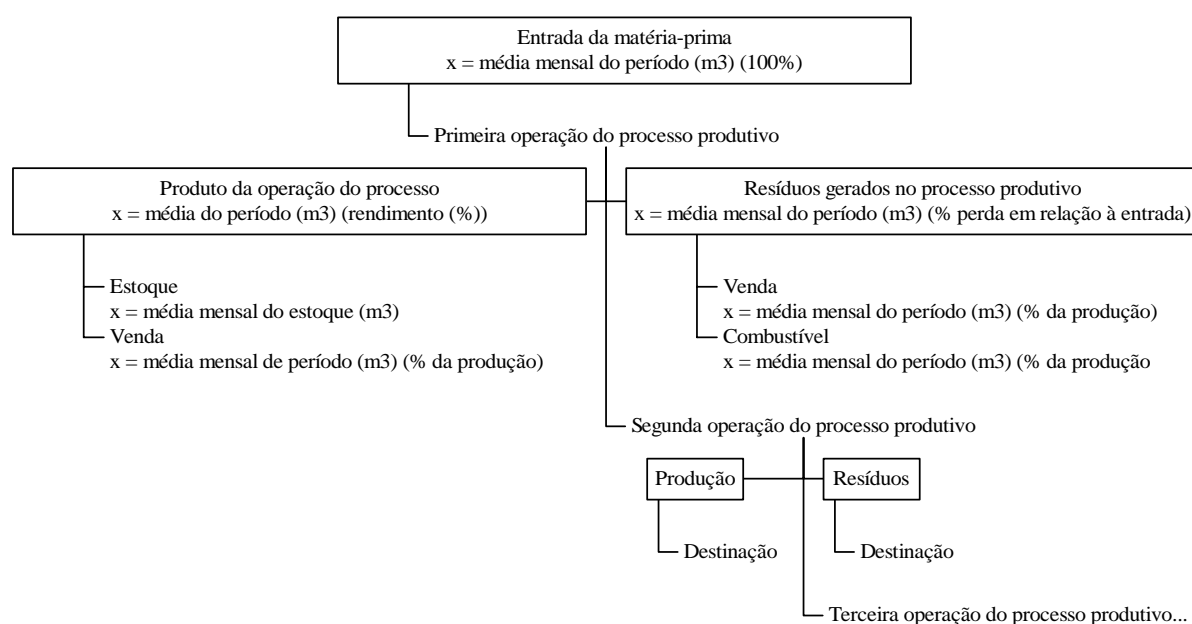 Entrada da matéria-prima
x = média mensal do período (m3) (100%)
Primeira operação do processo produtivo
Produto da operação do processo
x = média do período (m3) (rendimento (%))
Resíduos gerados no processo produtivo
x = média mensal do período (m3) (% perda em relação à entrada)
Estoque
x = média mensal do estoque (m3)
Venda
x = média mensal de período (m3) (% da produção)
Venda
x = média mensal do período (m3) (% da produção)
Combustível
x = média mensal do período (m3) (% da produção
Segunda operação do processo produtivo
Produção
Resíduos
Destinação
Destinação
Terceira operação do processo produtivo...